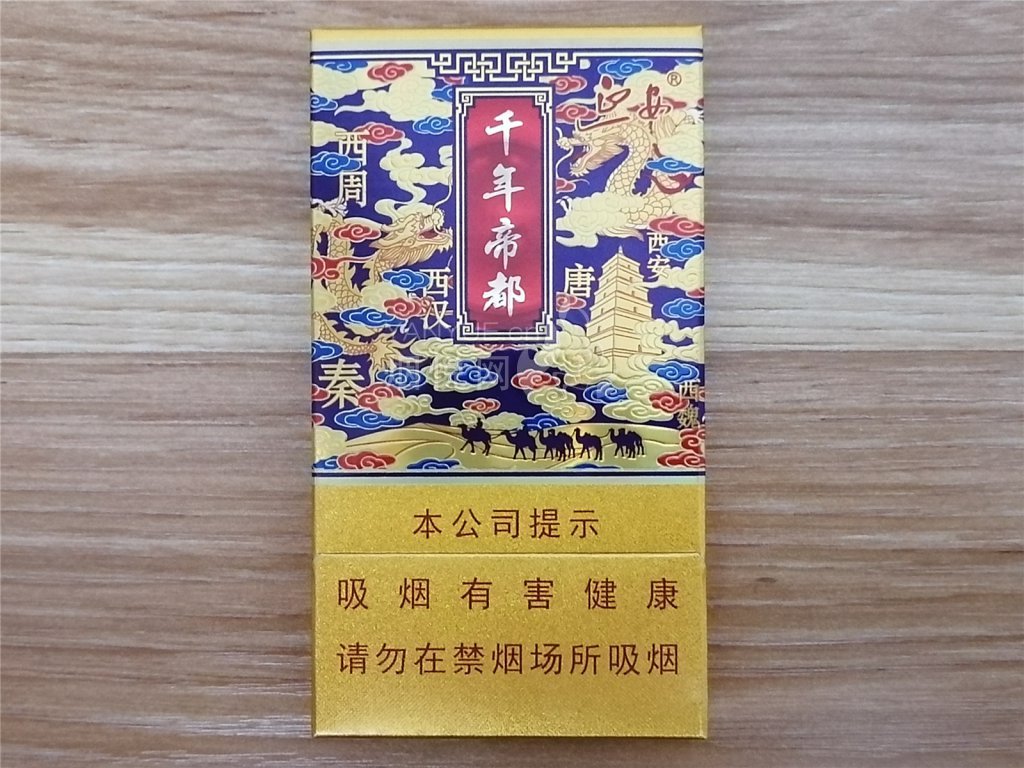 千年帝都
延安®
西周
西安
西汉
唐
秦
西魏
本公司提示
吸烟有害健康
请勿在禁烟场所吸烟